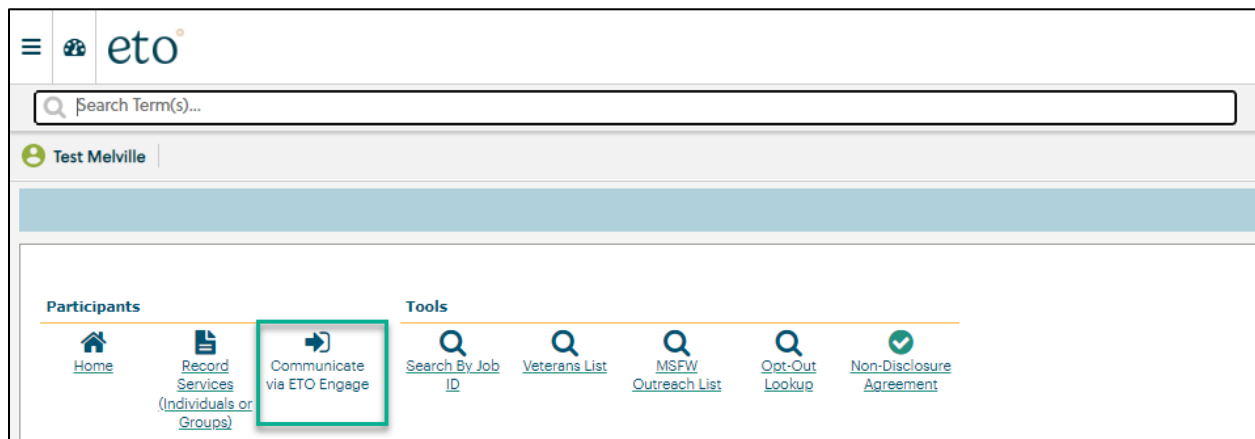 eto
Search Term(s)...
Test Melville
Participants
Tools
Home
Record
Services
(Individuals or
Groups)
Communicate
via ETO Engage
Search By Job
ID
Veterans List
MSFW
Outreach List
Opt-Out
Lookup
Non-Disclosure
Agreement